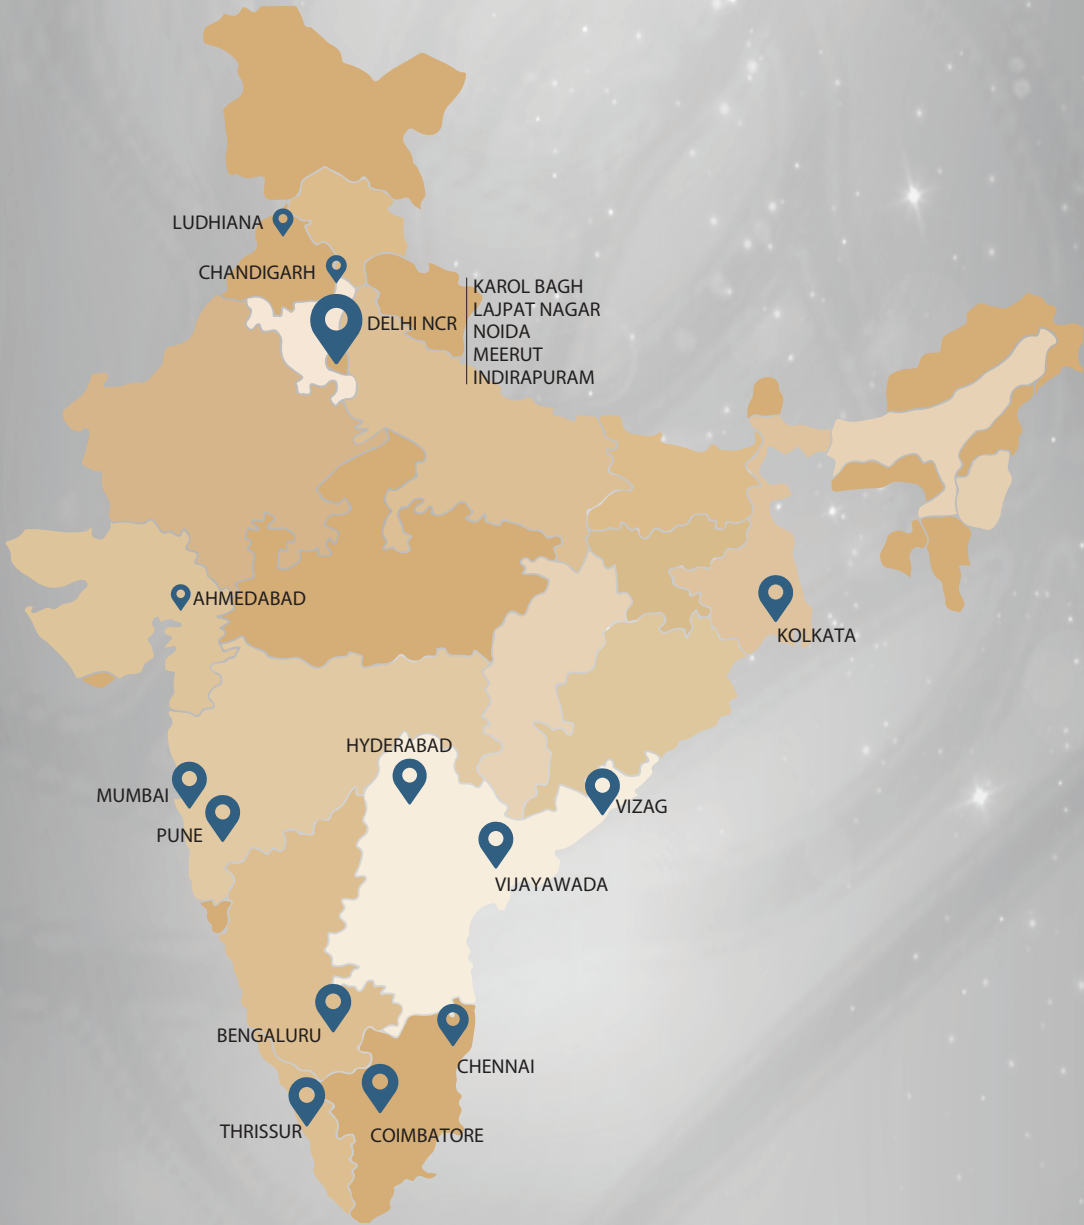 LUDHIANA
CHANDIGARH
DELHI NCR
KAROL BAGH
LAJPAT NAGAR
NOIDA
MEERUT
INDIRAPURAM
AHMEDABAD
KOLKATA
HYDERABAD
MUMBAI
VIZAG
PUNE
VIJAYAWADA
BENGALURU
CHENNAI
THRISSUR
COIMBATORE